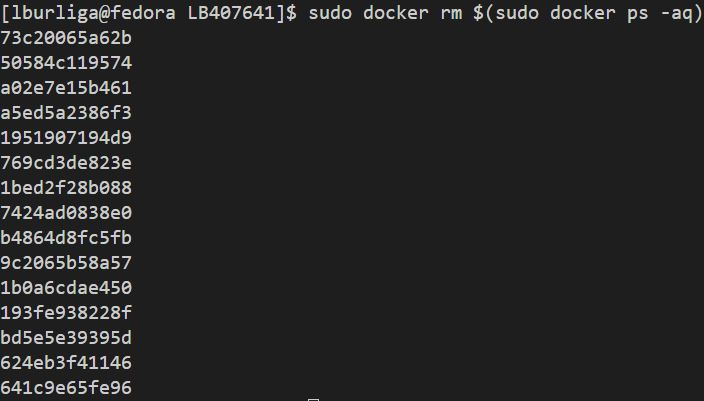 [lburliga@fedora LB407641]$ sudo docker rm $(sudo docker ps -aq)
73c20065a62b
50584c119574
a02e7e15b461
a5ed5a2386f3
1951907194d9
769cd3de823e
1bed2f28b088
7424ad0838e0
b4864d8fc5fb
9c2065b58a57
1b0a6cdae450
193fe938228f
bd5e5e39395d
624eb3f41146
641c9e65fe96